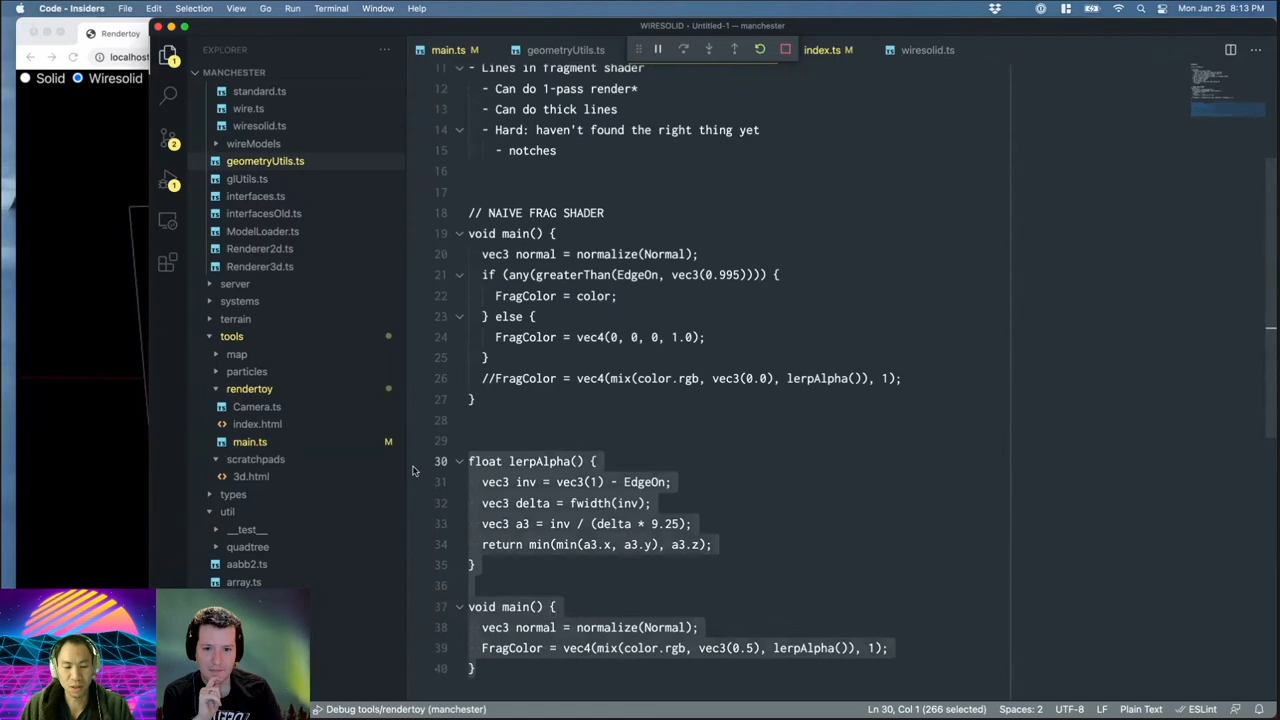 Code - Insiders File Edit Selection View Go Run Terminal Window Help Mon Jan 25 8:13 PM
WIRESOLID - Untitled-1 — manchester
Rendertoy
localhost
Solid Wiresolid
EXPLORER
main.ts M geometryUtils.ts index.ts M wiresolid.ts
MANCHESTER
standard.ts
wire.ts
wiresolid.ts
wireModels
geometryUtils.ts
glUtils.ts
interfaces.ts
interfacesOld.ts
ModelLoader.ts
Renderer2d.ts
Renderer3d.ts
server
systems
terrain
tools
map
particles
rendertoy
Camera.ts
index.html
main.ts M
scratchpads
3d.html
types
util
__test__
quadtree
aabb2.ts
array.ts
1
2
1
11 - Lines in fragment shader
12 - Can do 1-pass render*
13 - Can do thick lines
14 - Hard: haven't found the right thing yet
15 - notches
16
17
18 // NAIVE FRAG SHADER
19 void main() {
20 vec3 normal = normalize(Normal);
21 if (any(greaterThan(EdgeOn, vec3(0.995)))) {
22 FragColor = color;
23 } else {
24 FragColor = vec4(0, 0, 0, 1.0);
25 }
26 //FragColor = vec4(mix(color.rgb, vec3(0.0), lerpAlpha()), 1);
27 }
28
29
30 float lerpAlpha() {
31 vec3 inv = vec3(1) - EdgeOn;
32 vec3 delta = fwidth(inv);
33 vec3 a3 = inv / (delta * 9.25);
34 return min(min(a3.x, a3.y), a3.z);
35 }
36
37 void main() {
38 vec3 normal = normalize(Normal);
39 FragColor = vec4(mix(color.rgb, vec3(0.5), lerpAlpha()), 1);
40 }
Debug tools/rendertoy (manchester) Ln 30, Col 1 (266 selected) Spaces: 2 UTF-8 LF Plain Text ESLint